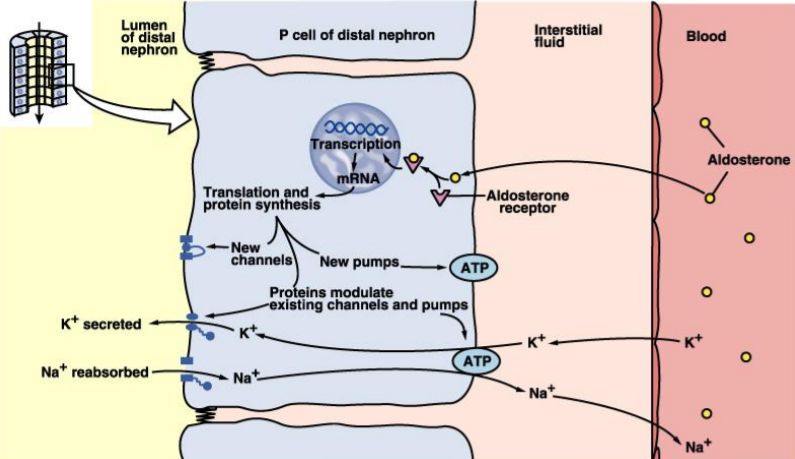 Lumen
of distal
nephron
P cell of distal nephron
Interstitial
fluid
Blood
Transcription
mRNA
Aldosterone
Translation and
protein synthesis
Aldosterone
receptor
New
channels
New pumps
ATP
Proteins modulate
existing channels and pumps
K+ secreted
K+
K+
K+
ATP
Na+ reabsorbed
Na+
Na+
Na+